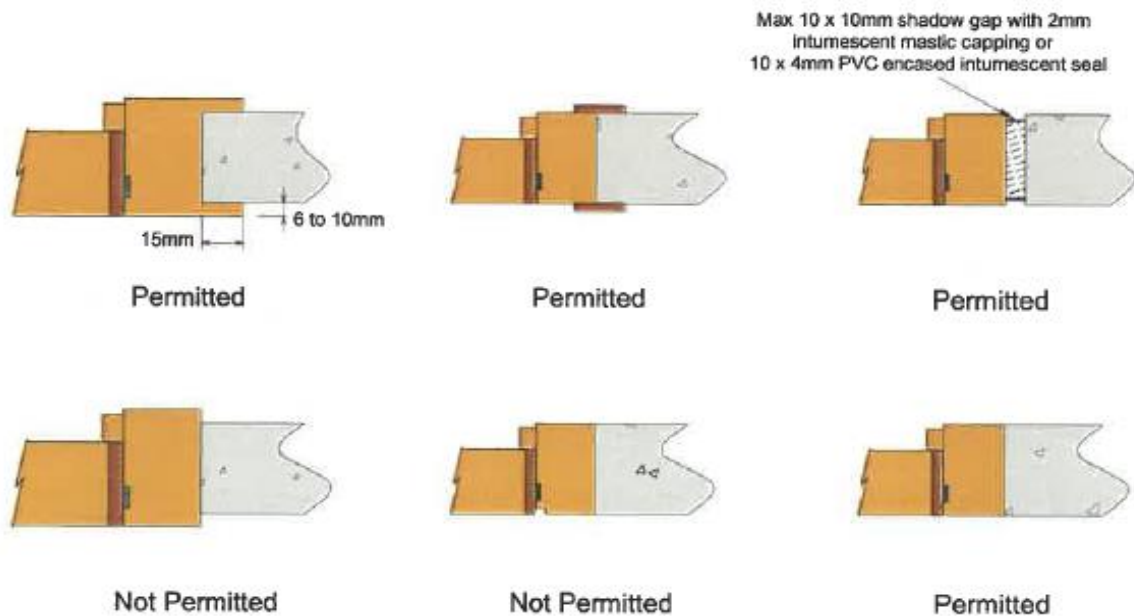 Max 10 x 10mm shadow gap with 2mm
intumescent mastic capping or
10 x 4mm PVC encased intumescent seal
6 to 10mm
15mm
Permitted
Permitted
Permitted
Not Permitted
Not Permitted
Permitted